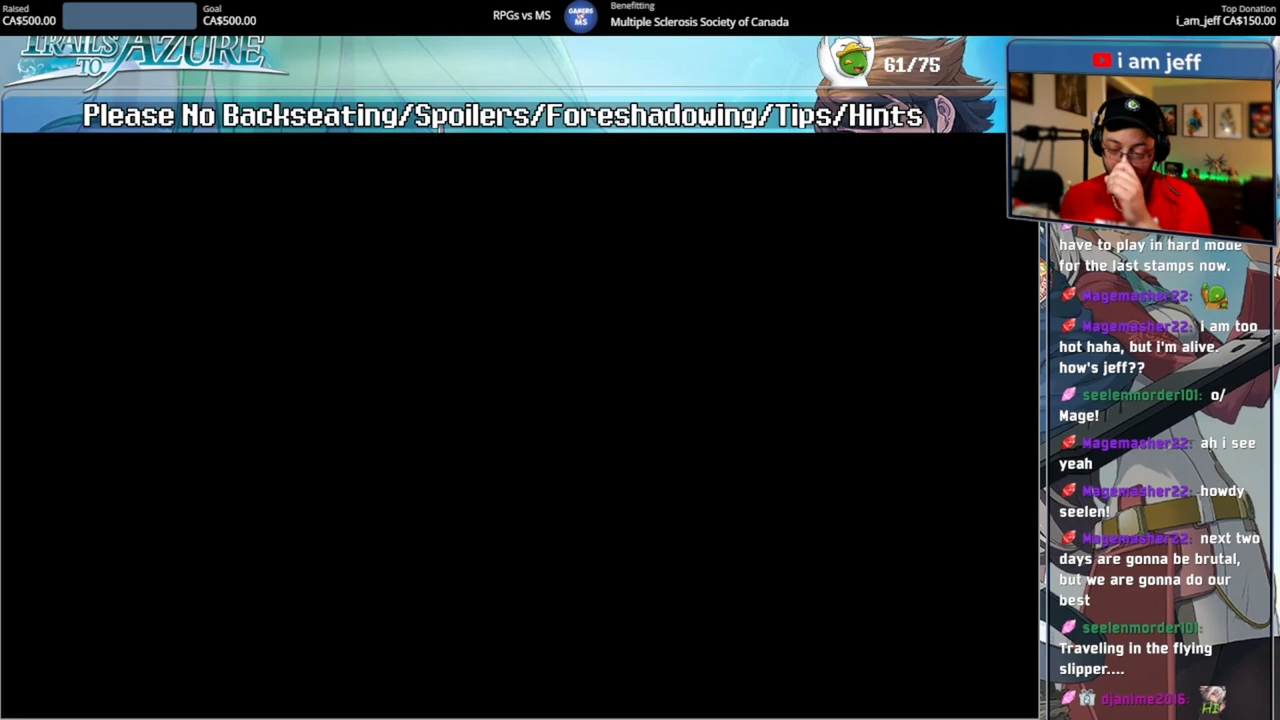 Raised
CA$500.00
Goal
CA$500.00
RPGs vs MS
GAMERS
VS
MS
Benefitting
Multiple Sclerosis Society of Canada
Top Donation
i_am_jeff CA$150.00
TRAILS
TO AZURE
61/75
i am jeff
Please No Backseating/Spoilers/Foreshadowing/Tips/Hints
have to play in hard mode
for the last stamps now.
Magemasher22:
Magemasher22: i am too
hot haha, but i'm alive.
how's jeff??
seelenmorder101: o/
Mage!
Magemasher22: ah i see
yeah
Magemasher22: howdy
seelen!
Magemasher22: next two
days are gonna be brutal,
but we are gonna do our
best
seelenmorder101:
Traveling in the flying
slipper....
djanime2016: HI